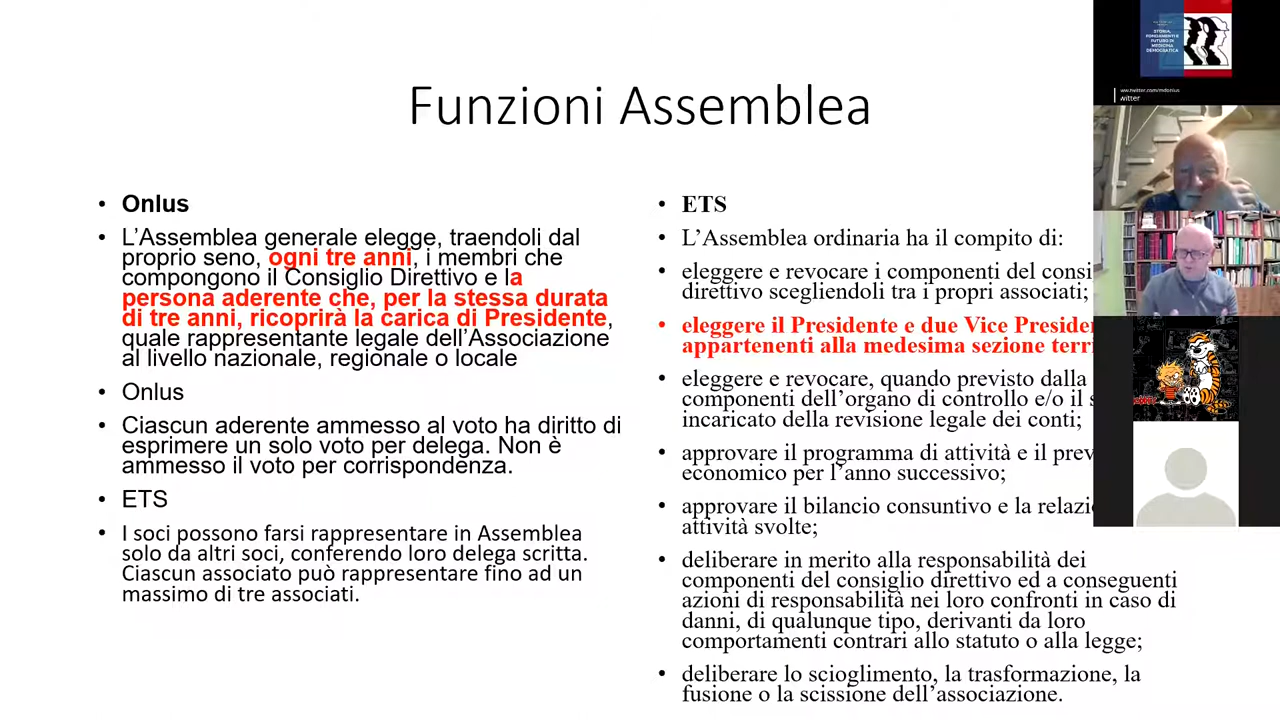 Funzioni Assemblea
• Onlus
• L'Assemblea generale elegge, traendoli dal
proprio seno, ogni tre anni, i membri che
compongono il Consiglio Direttivo e la
persona aderente che, per la stessa durata
di tre anni, ricoprirà la carica di Presidente,
quale rappresentante legale dell'Associazione
al livello nazionale, regionale o locale
• Onlus
• Ciascun aderente ammesso al voto ha diritto di
esprimere un solo voto per delega. Non è
ammesso il voto per corrispondenza.
• ETS
• I soci possono farsi rappresentare in Assemblea
solo da altri soci, conferendo loro delega scritta.
Ciascun associato può rappresentare fino ad un
massimo di tre associati.
• ETS
• L'Assemblea ordinaria ha il compito di:
• eleggere e revocare i componenti del consi
direttivo scegliendoli tra i propri associati;
• eleggere il Presidente e due Vice Preside
appartenenti alla medesima sezione terri
• eleggere e revocare, quando previsto dalla
componenti dell'organo di controllo e/o il s
incaricato della revisione legale dei conti;
• approvare il programma di attività e il prev
economico per l'anno successivo;
• approvare il bilancio consuntivo e la relazi
attività svolte;
• deliberare in merito alla responsabilità dei
componenti del consiglio direttivo ed a conseguenti
azioni di responsabilità nei loro confronti in caso di
danni, di qualunque tipo, derivanti da loro
comportamenti contrari allo statuto o alla legge;
• deliberare lo scioglimento, la trasformazione, la
fusione o la scissione dell'associazione.
STORIA,
FONDAMENTI E
FUTURO DI
MEDICINA
DEMOCRATICA
witter